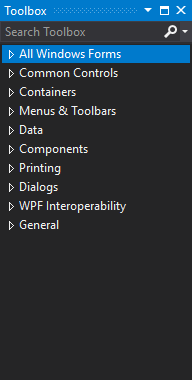 Toolbox
Search Toolbox
All Windows Forms
Common Controls
Containers
Menus & Toolbars
Data
Components
Printing
Dialogs
WPF Interoperability
General